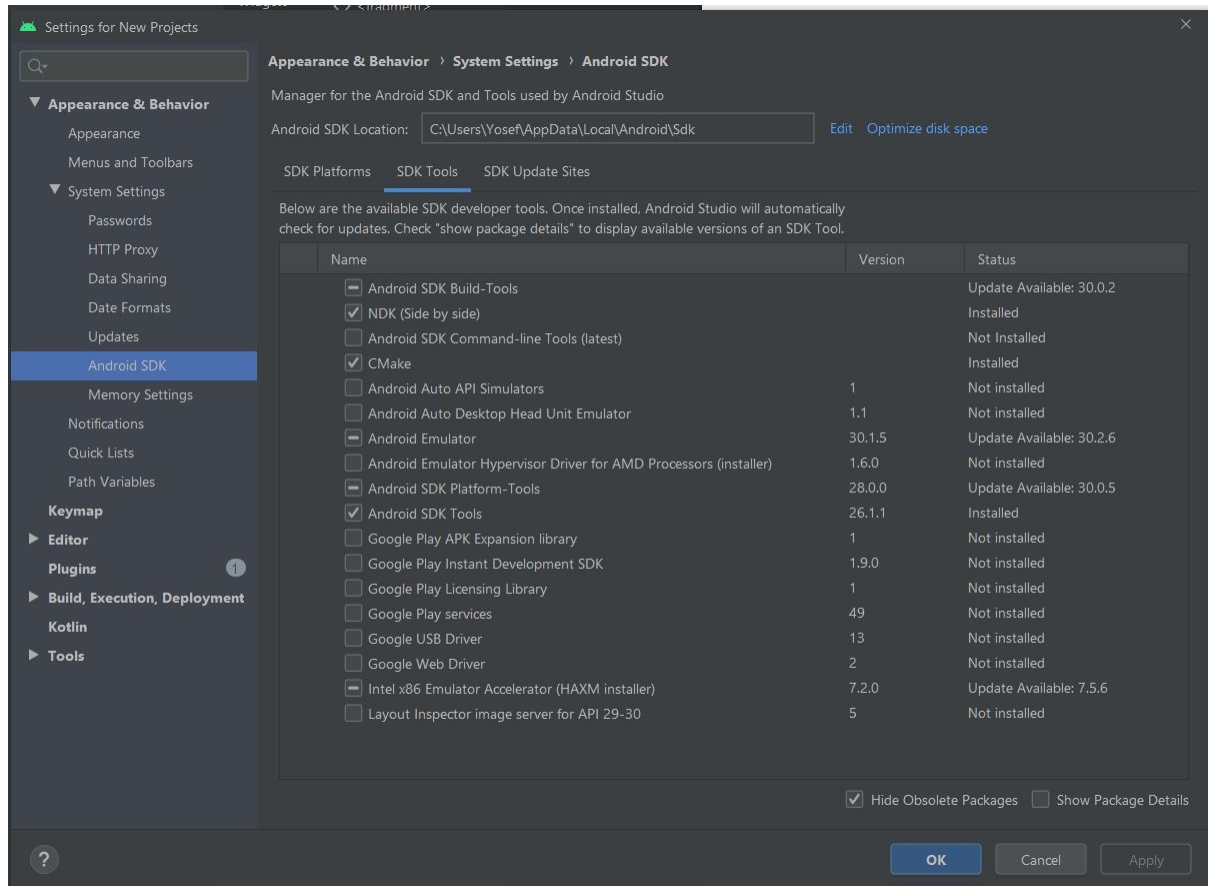 Widgets <> <fragment>
Settings for New Projects
Appearance & Behavior
Appearance
Menus and Toolbars
System Settings
Passwords
HTTP Proxy
Data Sharing
Date Formats
Updates
Android SDK
Memory Settings
Notifications
Quick Lists
Path Variables
Keymap
Editor
Plugins 1
Build, Execution, Deployment
Kotlin
Tools
Appearance & Behavior › System Settings › Android SDK
Manager for the Android SDK and Tools used by Android Studio
Android SDK Location: C:\Users\Yosef\AppData\Local\Android\Sdk Edit Optimize disk space
SDK Platforms SDK Tools SDK Update Sites
Below are the available SDK developer tools. Once installed, Android Studio will automatically
check for updates. Check "show package details" to display available versions of an SDK Tool.
Name Version Status
Android SDK Build-Tools Update Available: 30.0.2
NDK (Side by side) Installed
Android SDK Command-line Tools (latest) Not Installed
CMake Installed
Android Auto API Simulators 1 Not installed
Android Auto Desktop Head Unit Emulator 1.1 Not installed
Android Emulator 30.1.5 Update Available: 30.2.6
Android Emulator Hypervisor Driver for AMD Processors (installer) 1.6.0 Not installed
Android SDK Platform-Tools 28.0.0 Update Available: 30.0.5
Android SDK Tools 26.1.1 Installed
Google Play APK Expansion library 1 Not installed
Google Play Instant Development SDK 1.9.0 Not installed
Google Play Licensing Library 1 Not installed
Google Play services 49 Not installed
Google USB Driver 13 Not installed
Google Web Driver 2 Not installed
Intel x86 Emulator Accelerator (HAXM installer) 7.2.0 Update Available: 7.5.6
Layout Inspector image server for API 29-30 5 Not installed
Hide Obsolete Packages Show Package Details
? OK Cancel Apply